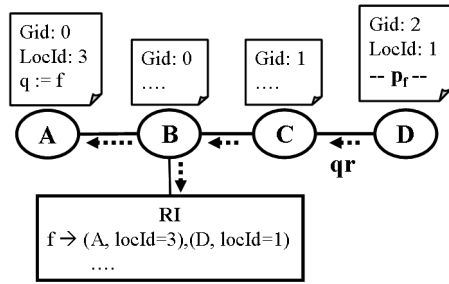 Gid: 0
LocId: 3
q := f
Gid: 0
....
Gid: 1
....
Gid: 2
LocId: 1
-- pf --
A
B
C
D
qr
RI
f → (A, locId=3),(D, locId=1)
....